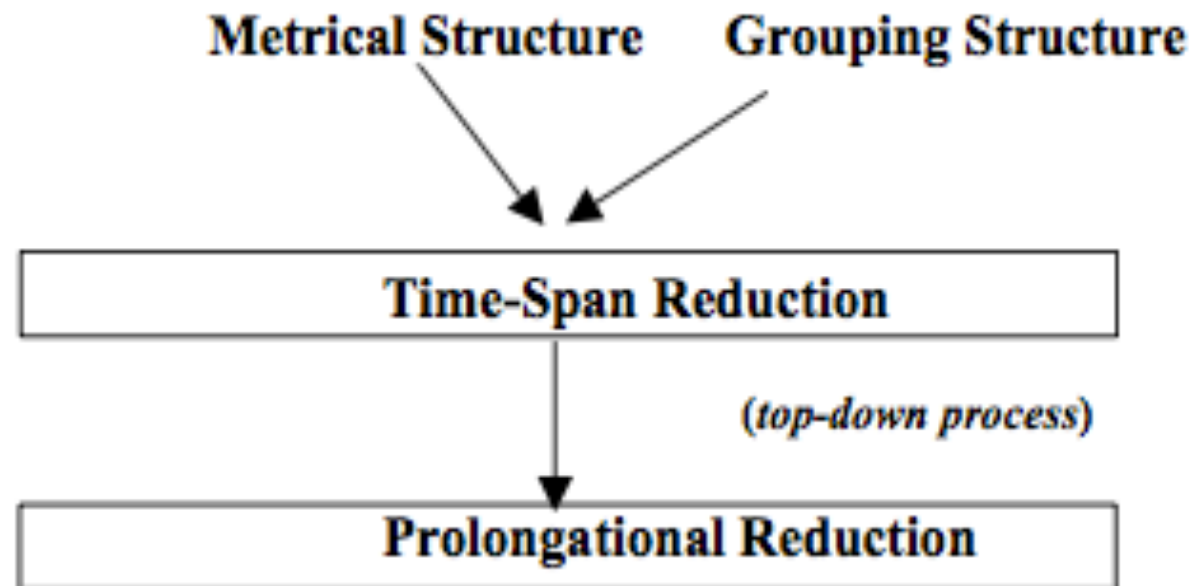 Metrical Structure Grouping Structure
Time-Span Reduction
(top-down process)
Prolongational Reduction